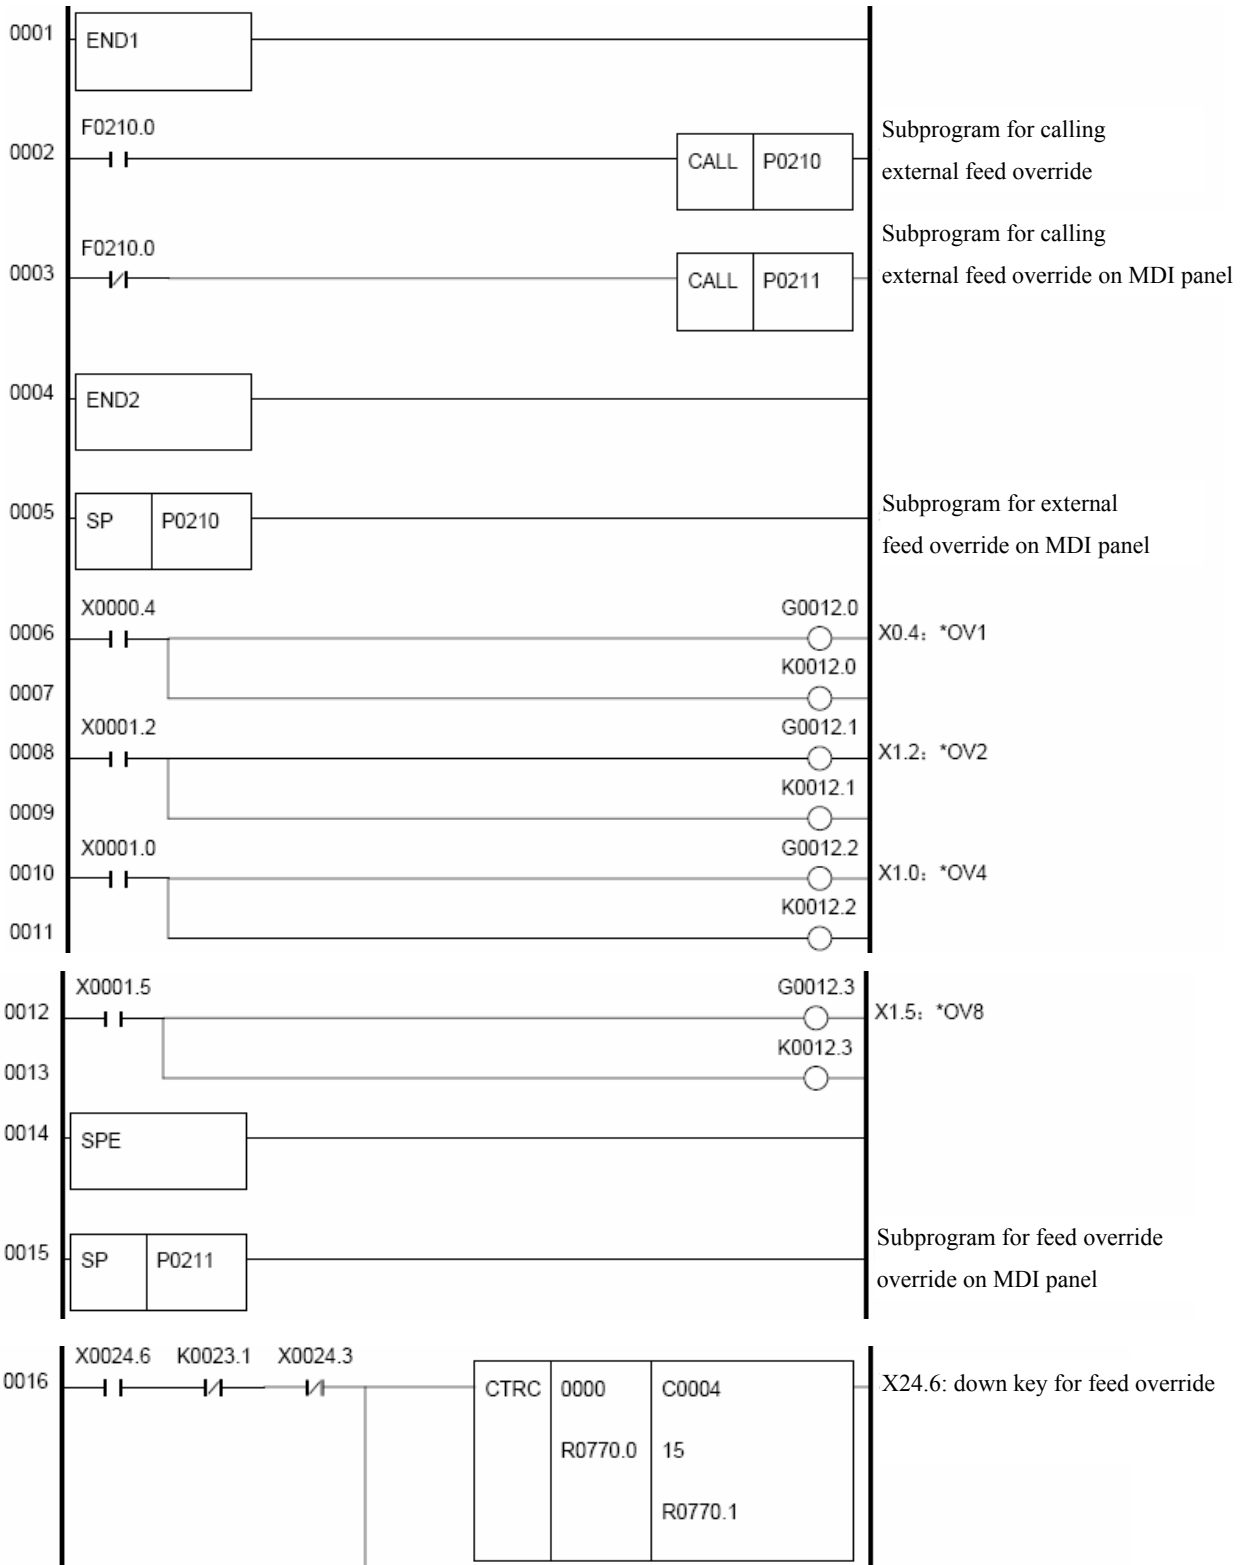 0001
END1
F0210.0
0002
CALL
P0210
Subprogram for calling
external feed override
F0210.0
0003
CALL
P0211
Subprogram for calling
external feed override on MDI panel
0004
END2
0005
SP
P0210
Subprogram for external
feed override on MDI panel
X0000.4
G0012.0
0006
X0.4: *OV1
K0012.0
0007
X0001.2
G0012.1
0008
X1.2: *OV2
K0012.1
0009
X0001.0
G0012.2
0010
X1.0: *OV4
K0012.2
0011
X0001.5
G0012.3
0012
X1.5: *OV8
K0012.3
0013
0014
SPE
0015
SP
P0211
Subprogram for feed override
override on MDI panel
X0024.6 K0023.1 X0024.3
0016
CTRC
0000
C0004
X24.6: down key for feed override
R0770.0
15
R0770.1